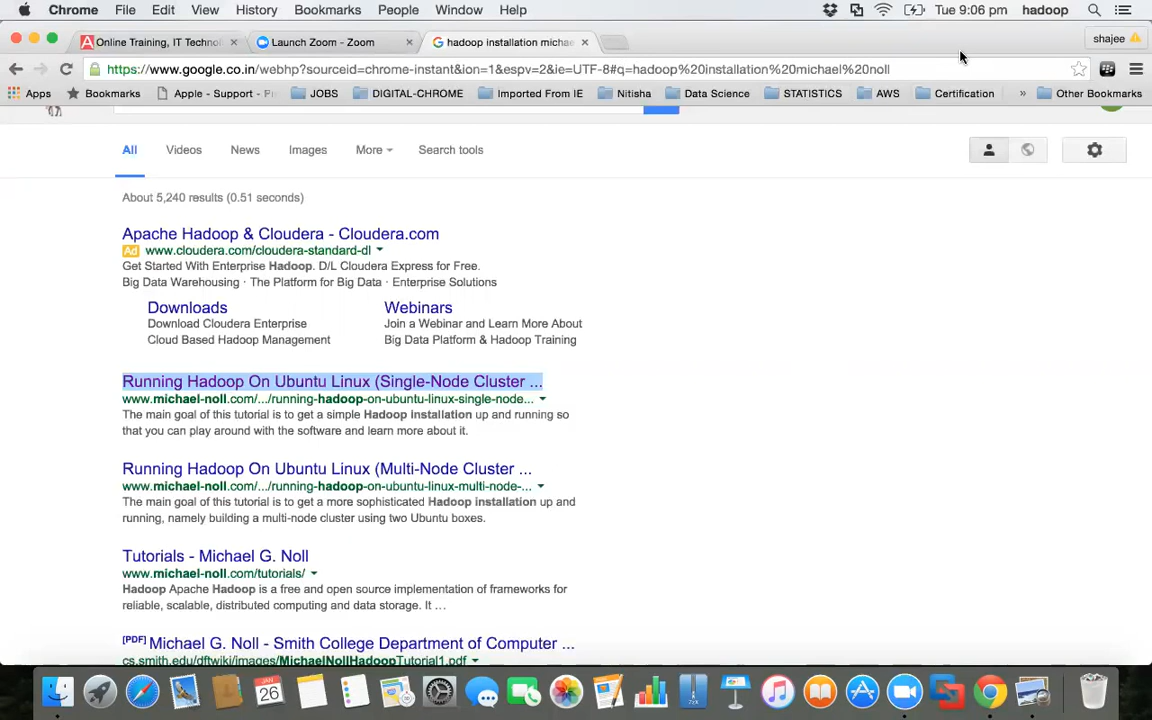 Chrome File Edit View History Bookmarks People Window Help Tue 9:06 pm hadoop
Online Training, IT Technol Launch Zoom - Zoom hadoop installation michae shajee
https://www.google.co.in/webhp?sourceid=chrome-instant&ion=1&espv=2&ie=UTF-8#q=hadoop%20installation%20michael%20noll
Apps Bookmarks Apple - Support - Pro JOBS DIGITAL-CHROME Imported From IE Nitisha Data Science STATISTICS AWS Certification » Other Bookmarks
All Videos News Images More Search tools
About 5,240 results (0.51 seconds)
Apache Hadoop & Cloudera - Cloudera.com
Ad www.cloudera.com/cloudera-standard-dl
Get Started With Enterprise Hadoop. D/L Cloudera Express for Free.
Big Data Warehousing · The Platform for Big Data · Enterprise Solutions
Downloads Webinars
Download Cloudera Enterprise Join a Webinar and Learn More About
Cloud Based Hadoop Management Big Data Platform & Hadoop Training
Running Hadoop On Ubuntu Linux (Single-Node Cluster ...
www.michael-noll.com/.../running-hadoop-on-ubuntu-linux-single-node...
The main goal of this tutorial is to get a simple Hadoop installation up and running so
that you can play around with the software and learn more about it.
Running Hadoop On Ubuntu Linux (Multi-Node Cluster ...
www.michael-noll.com/.../running-hadoop-on-ubuntu-linux-multi-node-...
The main goal of this tutorial is to get a more sophisticated Hadoop installation up and
running, namely building a multi-node cluster using two Ubuntu boxes.
Tutorials - Michael G. Noll
www.michael-noll.com/tutorials/
Hadoop Apache Hadoop is a free and open source implementation of frameworks for
reliable, scalable, distributed computing and data storage. It ...
[PDF] Michael G. Noll - Smith College Department of Computer ...
cs.smith.edu/dftwiki/images/MichaelNollHadoopTutorial1.pdf
26